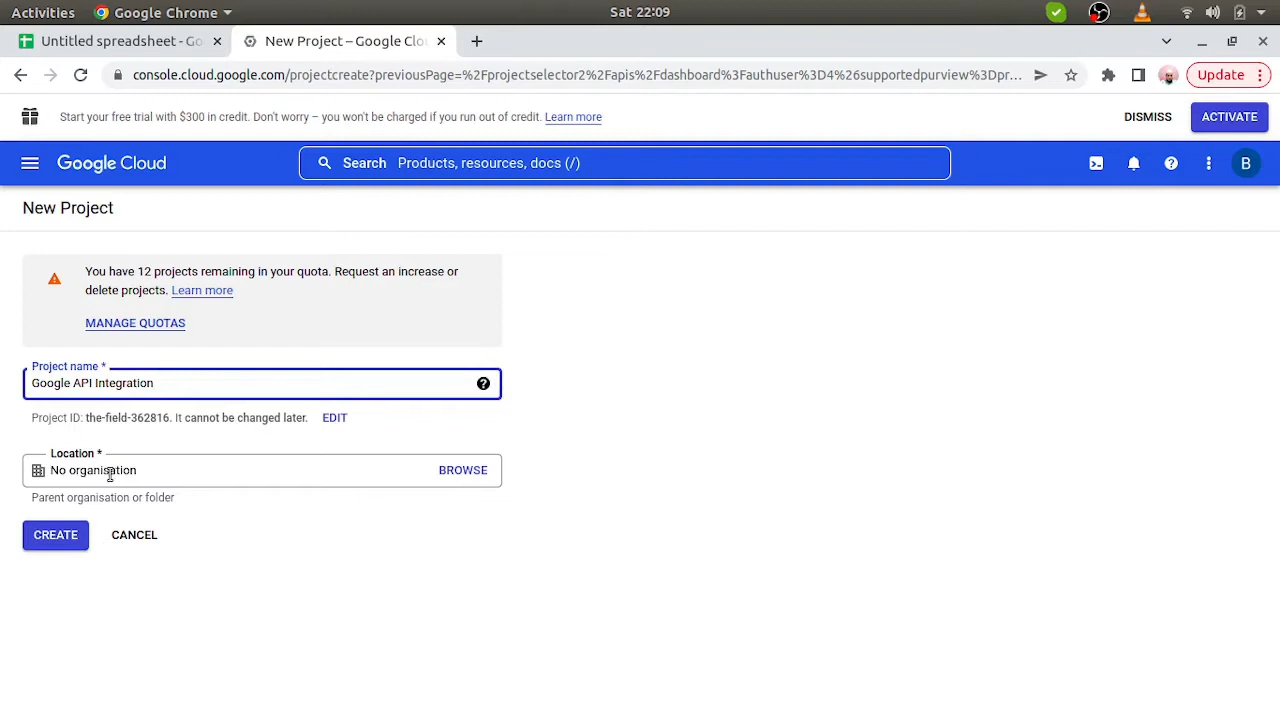 Activities Google Chrome Sat 22:09
Untitled spreadsheet - Go New Project – Google Clo
console.cloud.google.com/projectcreate?previousPage=%2Fprojectselector2%2Fapis%2Fdashboard%3Fauthuser%3D4%26supportedpurview%3Dpr... Update
Start your free trial with $300 in credit. Don't worry – you won't be charged if you run out of credit. Learn more DISMISS ACTIVATE
Google Cloud Search Products, resources, docs (/) B
New Project
You have 12 projects remaining in your quota. Request an increase or
delete projects. Learn more
MANAGE QUOTAS
Project name *
Google API Integration
Project ID: the-field-362816. It cannot be changed later. EDIT
Location *
No organisation BROWSE
Parent organisation or folder
CREATE CANCEL